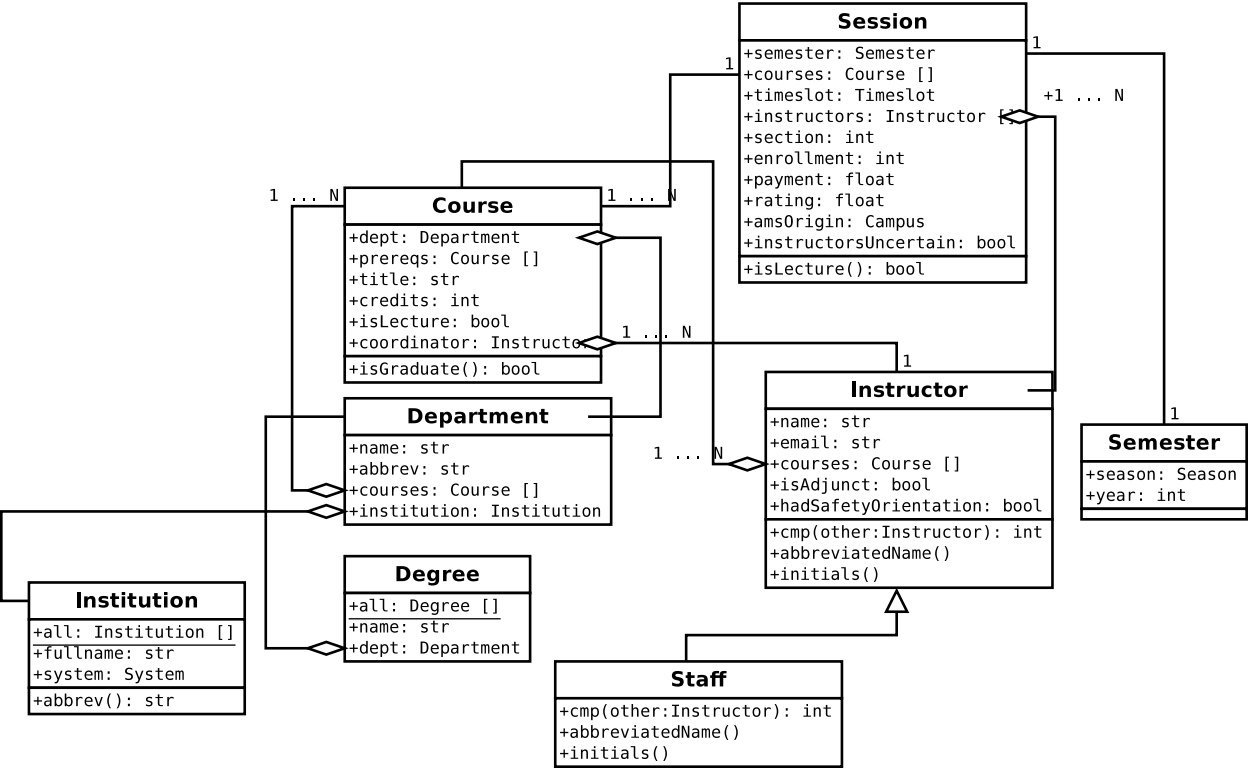 Session
+semester: Semester
+courses: Course []
+timeslot: Timeslot
+instructors: Instructor []
+section: int
+enrollment: int
+payment: float
+rating: float
+amsOrigin: Campus
+instructorsUncertain: bool
+isLecture(): bool
1
1
+1 ... N
1 ... N
1 ... N
Course
+dept: Department
+prereqs: Course []
+title: str
+credits: int
+isLecture: bool
+coordinator: Instructor
+isGraduate(): bool
1 ... N
1
Department
+name: str
+abbrev: str
+courses: Course []
+institution: Institution
Instructor
+name: str
+email: str
+courses: Course []
+isAdjunct: bool
+hadSafetyOrientation: bool
+cmp(other:Instructor): int
+abbreviatedName()
+initials()
1 ... N
1
Semester
+season: Season
+year: int
Degree
+all: Degree []
+name: str
+dept: Department
Institution
+all: Institution []
+fullname: str
+system: System
+abbrev(): str
Staff
+cmp(other:Instructor): int
+abbreviatedName()
+initials()